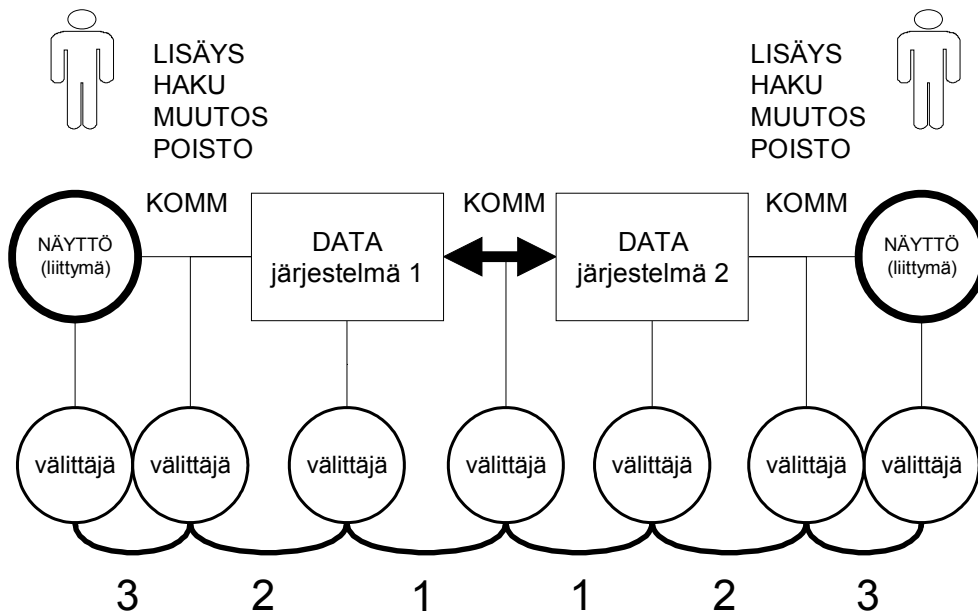 LISÄYS
HAKU
MUUTOS
POISTO
LISÄYS
HAKU
MUUTOS
POISTO
KOMM
KOMM
KOMM
NÄYTTÖ
(liittymä)
DATA
järjestelmä 1
DATA
järjestelmä 2
NÄYTTÖ
(liittymä)
välittäjä
välittäjä
välittäjä
välittäjä
välittäjä
välittäjä
välittäjä
3 2 1 1 2 3